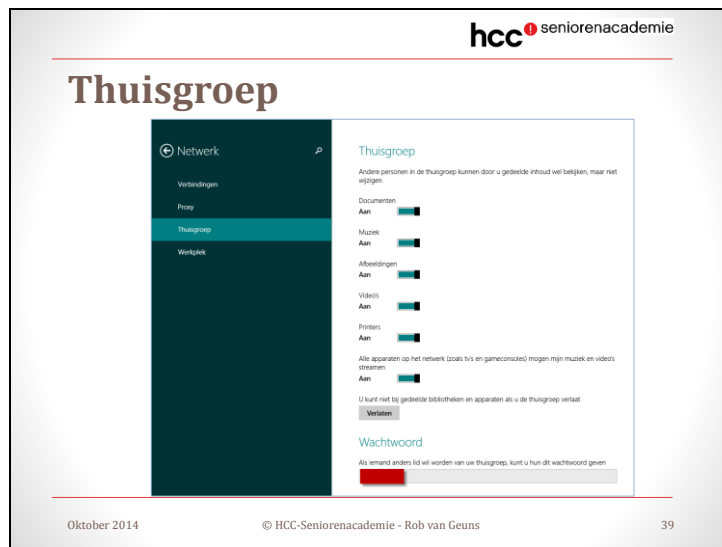 hcc! seniorenacademie
Thuisgroep
Netwerk
Verbindingen
Proxy
Thuisgroep
Werkplek
Thuisgroep
Andere personen in de thuisgroep kunnen door u gedeelde inhoud wel bekijken, maar niet
wijzigen.
Documenten
Aan
Muziek
Aan
Afbeeldingen
Aan
Video's
Aan
Printers
Aan
Alle apparaten op het netwerk (zoals tv's en gameconsoles) mogen mijn muziek en video's
streamen
Aan
U kunt niet bij gedeelde bibliotheken en apparaten als u de thuisgroep verlaat
Verlaten
Wachtwoord
Als iemand anders lid wil worden van uw thuisgroep, kunt u hun dit wachtwoord geven
Oktober 2014 © HCC-Seniorenacademie - Rob van Geuns 39